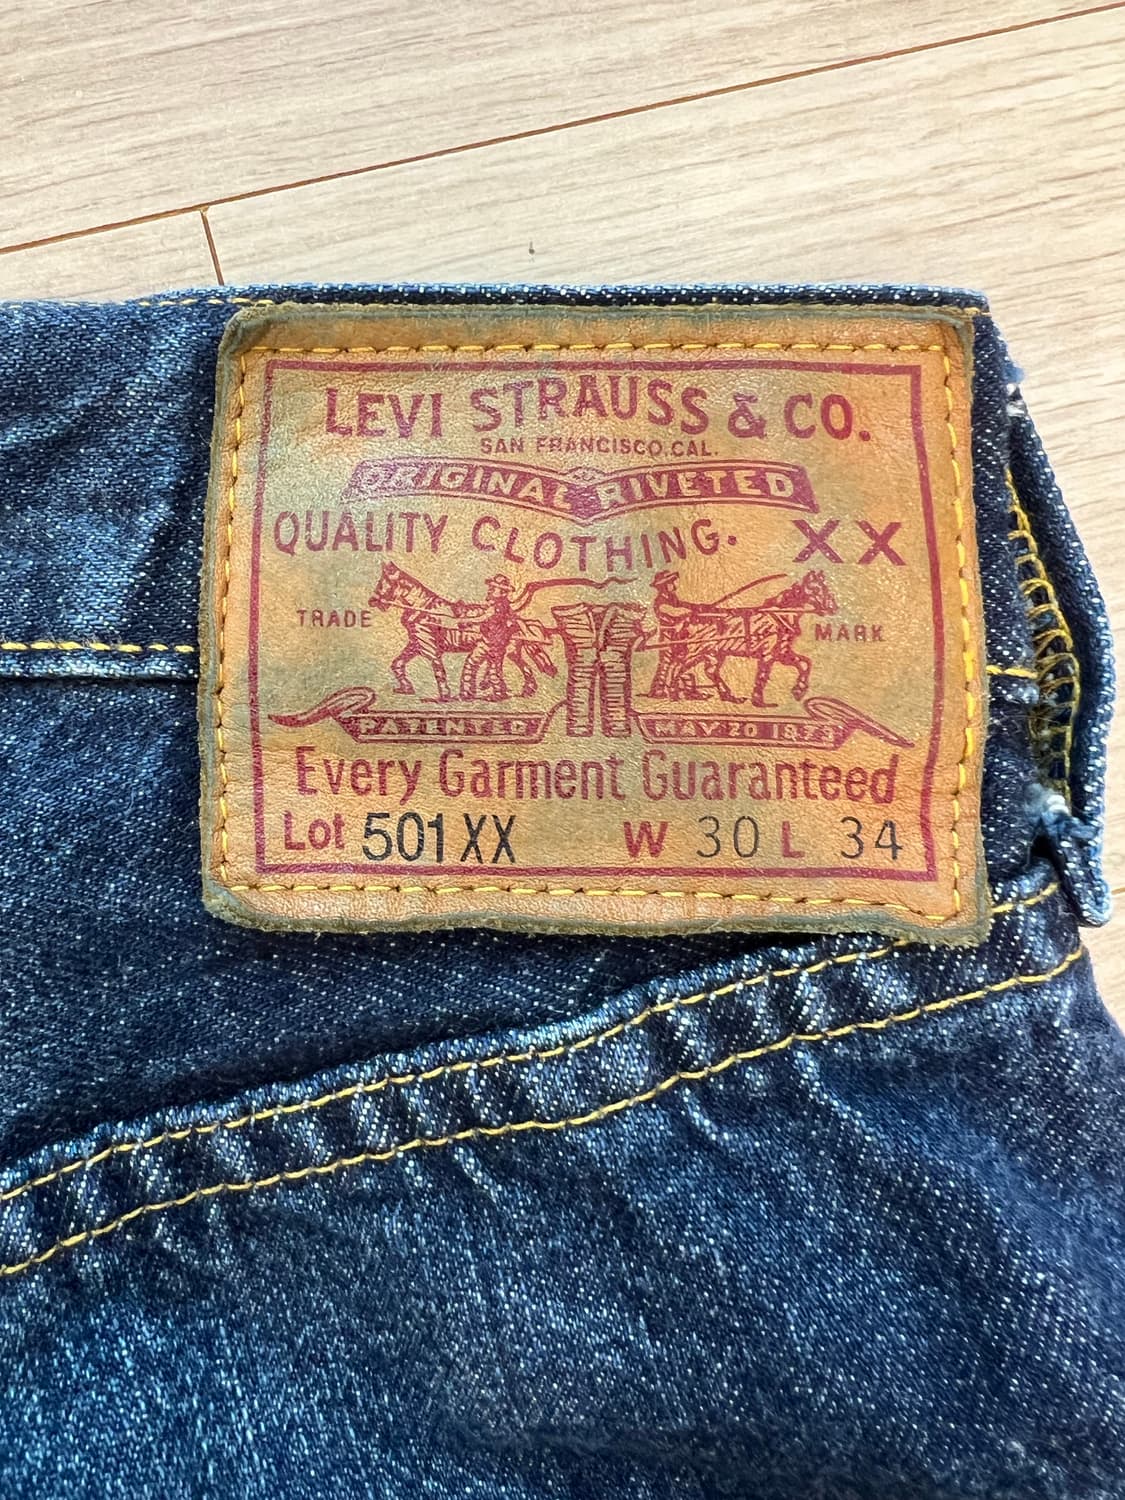 LEVI STRAUSS & CO.
SAN FRANCISCO, CAL.
ORIGINAL RIVETED
QUALITY CLOTHING. XX
TRADE MARK
PATENTED MAY 20 1873
Every Garment Guaranteed
Lot 501XX W 30 L 34